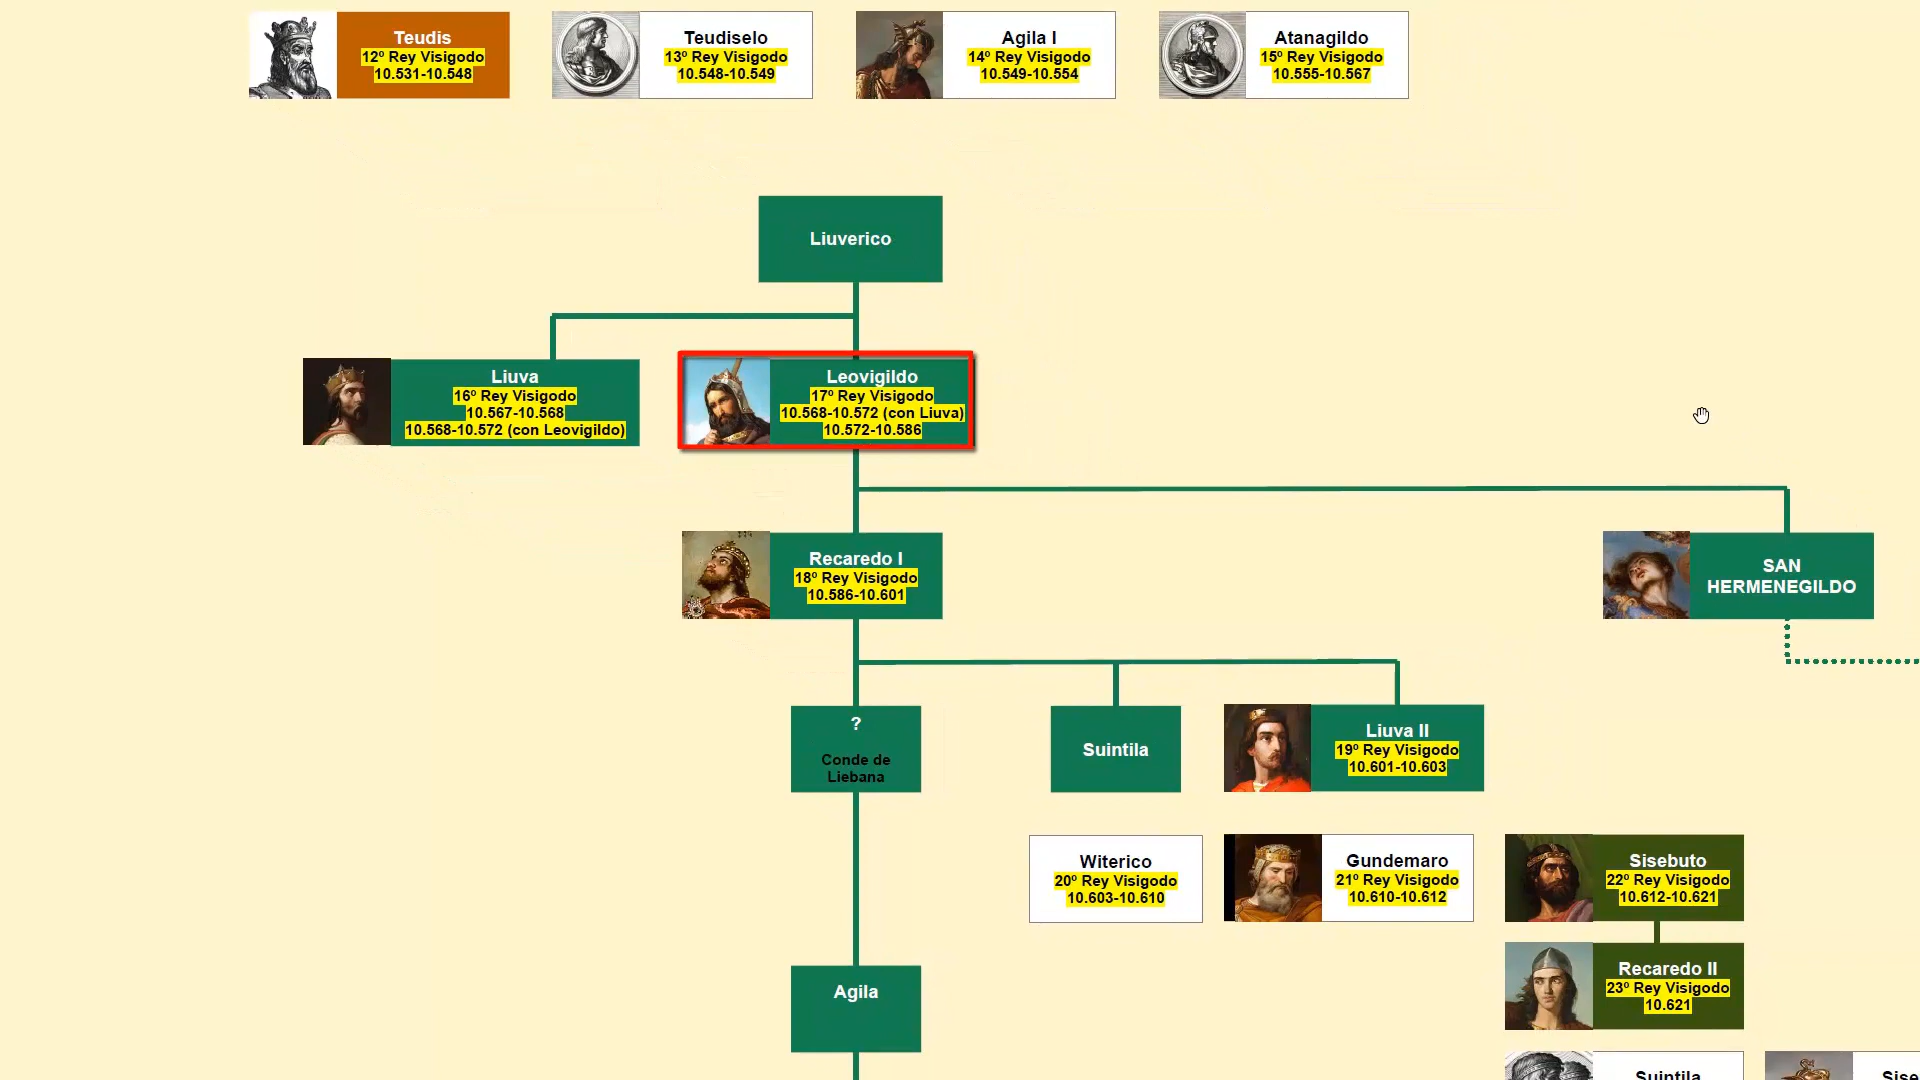 Teudis
12º Rey Visigodo
10.531-10.548
Teudiselo
13º Rey Visigodo
10.548-10.549
Agila I
14º Rey Visigodo
10.549-10.554
Atanagildo
15º Rey Visigodo
10.555-10.567
Liuverico
Liuva
16º Rey Visigodo
10.567-10.568
10.568-10.572 (con Leovigildo)
Leovigildo
17º Rey Visigodo
10.568-10.572 (con Liuva)
10.572-10.586
Recaredo I
18º Rey Visigodo
10.586-10.601
SAN
HERMENEGILDO
?
Conde de
Liebana
Suintila
Liuva II
19º Rey Visigodo
10.601-10.603
Witerico
20º Rey Visigodo
10.603-10.610
Gundemaro
21º Rey Visigodo
10.610-10.612
Sisebuto
22º Rey Visigodo
10.612-10.621
Recaredo II
23º Rey Visigodo
10.621
Agila
Suintila
Sise